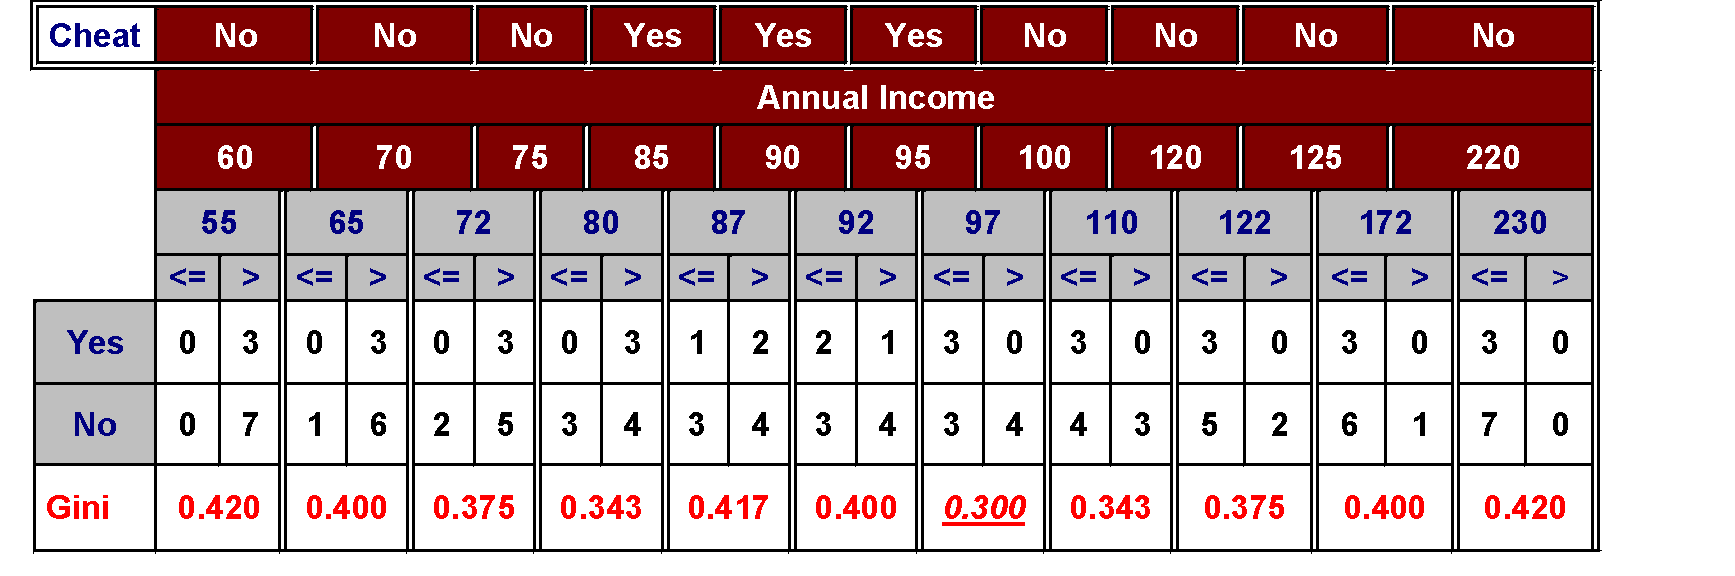 Cheat No No No Yes Yes Yes No No No No
Annual Income
60 70 75 85 90 95 100 120 125 220
55 65 72 80 87 92 97 110 122 172 230
<= > <= > <= > <= > <= > <= > <= > <= > <= > <= > <= >
Yes 0 3 0 3 0 3 0 3 1 2 2 1 3 0 3 0 3 0 3 0 3 0
No 0 7 1 6 2 5 3 4 3 4 3 4 3 4 4 3 5 2 6 1 7 0
Gini 0.420 0.400 0.375 0.343 0.417 0.400 0.300 0.343 0.375 0.400 0.420